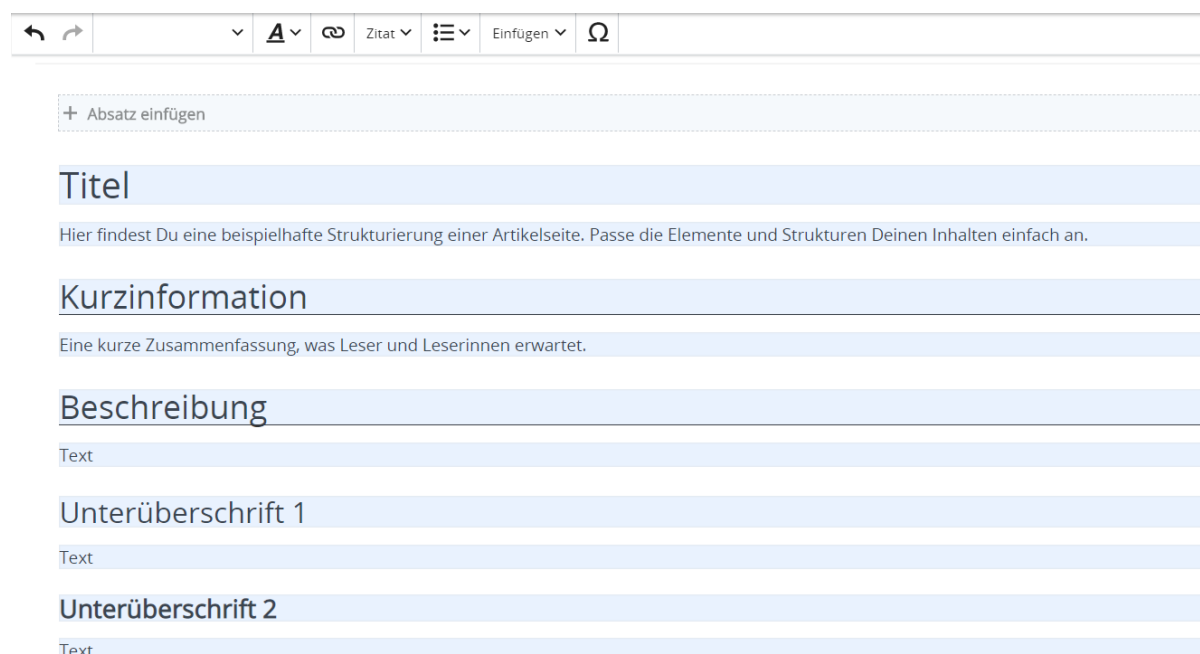 Zitat Einfügen Ω
Absatz einfügen
Titel
Hier findest Du eine beispielhafte Strukturierung einer Artikelseite. Passe die Elemente und Strukturen Deinen Inhalten einfach an.
Kurzinformation
Eine kurze Zusammenfassung, was Leser und Leserinnen erwartet.
Beschreibung
Text
Unterüberschrift 1
Text
Unterüberschrift 2
Text